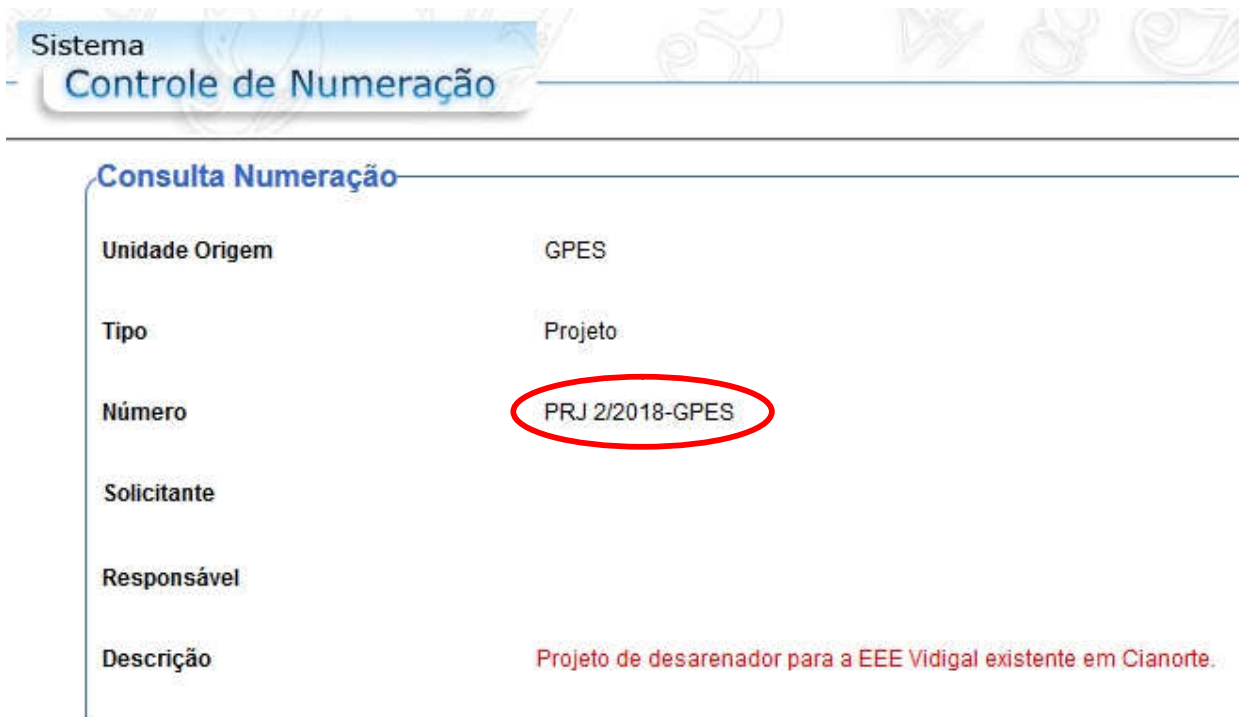 Sistema
Controle de Numeração
Consulta Numeração
Unidade Origem GPES
Tipo Projeto
Número PRJ 2/2018-GPES
Solicitante
Responsável
Descrição Projeto de desarenador para a EEE Vidigal existente em Cianorte.